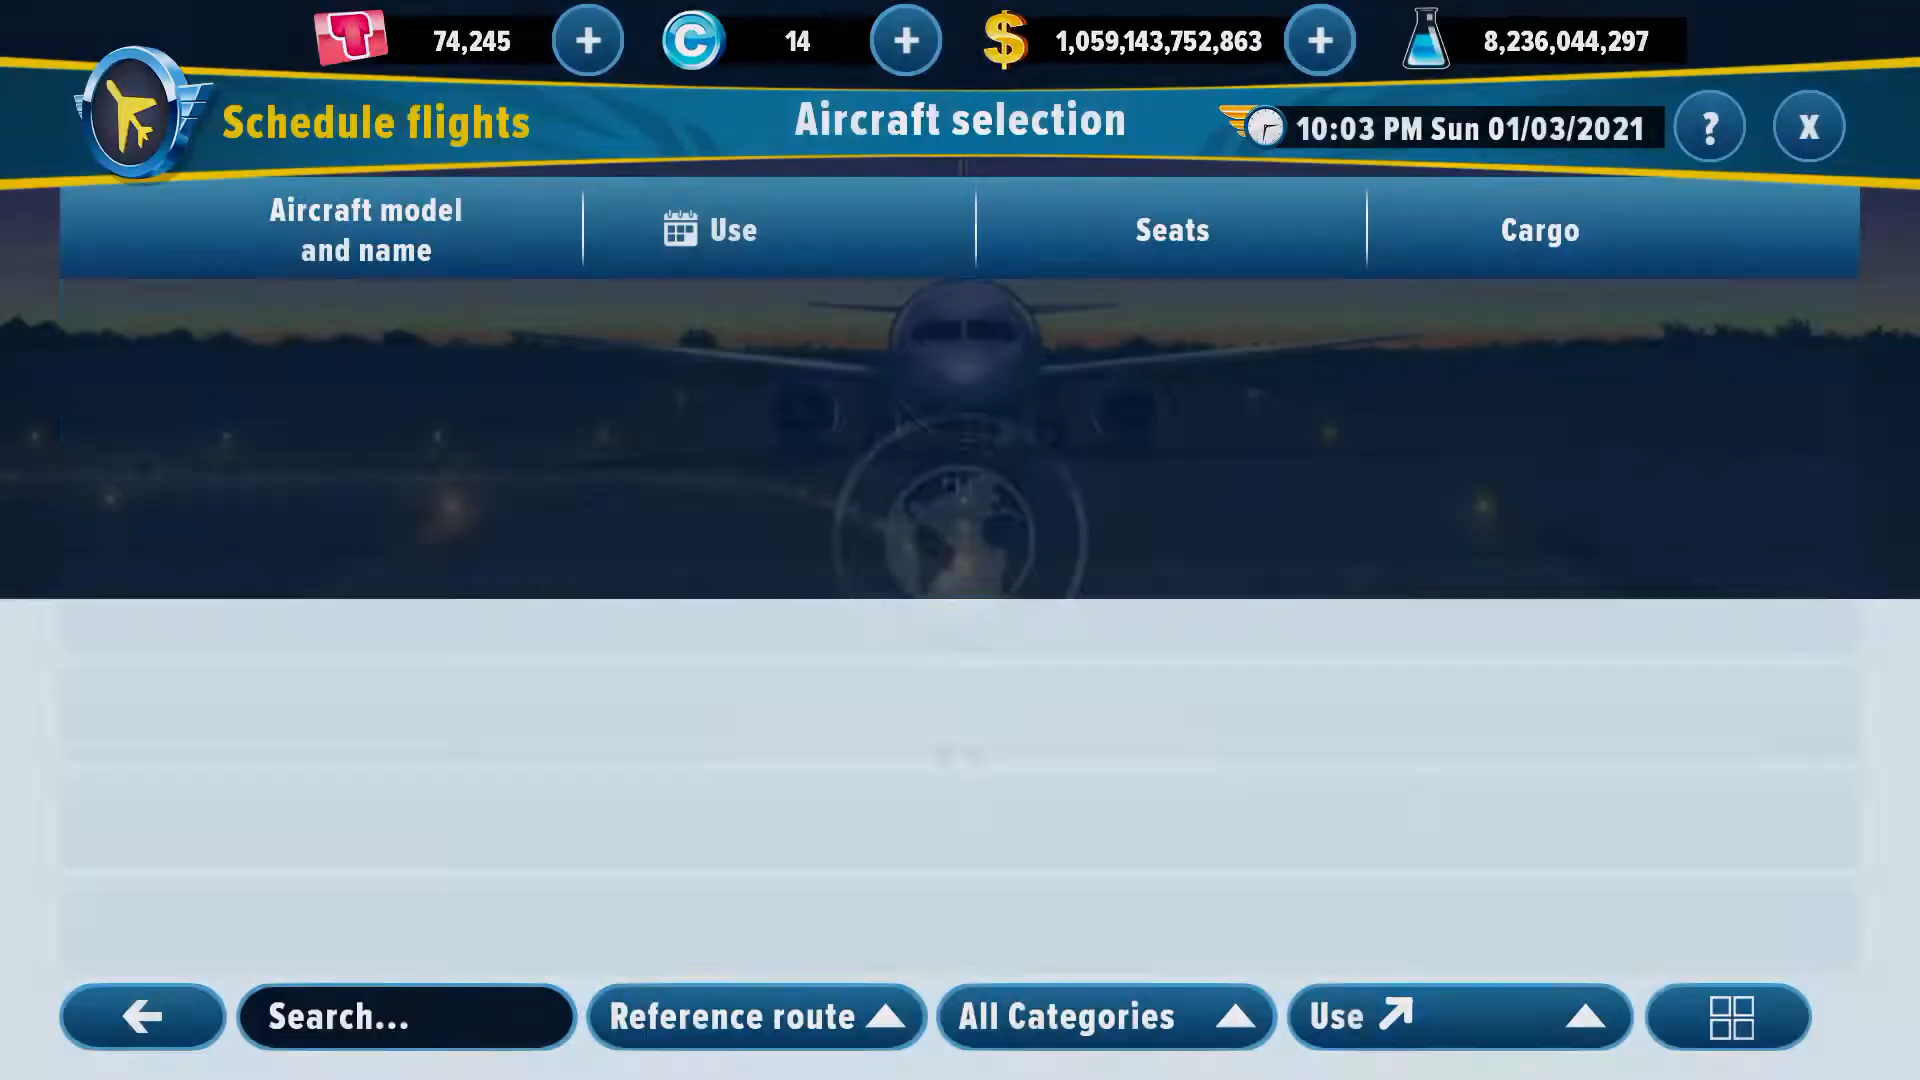 74,245
14
1,059,143,752,863
8,236,044,297
Schedule flights
Aircraft selection
10:03 PM Sun 01/03/2021
?
X
Aircraft model
and name
Use
Seats
Cargo
Search...
Reference route
All Categories
Use